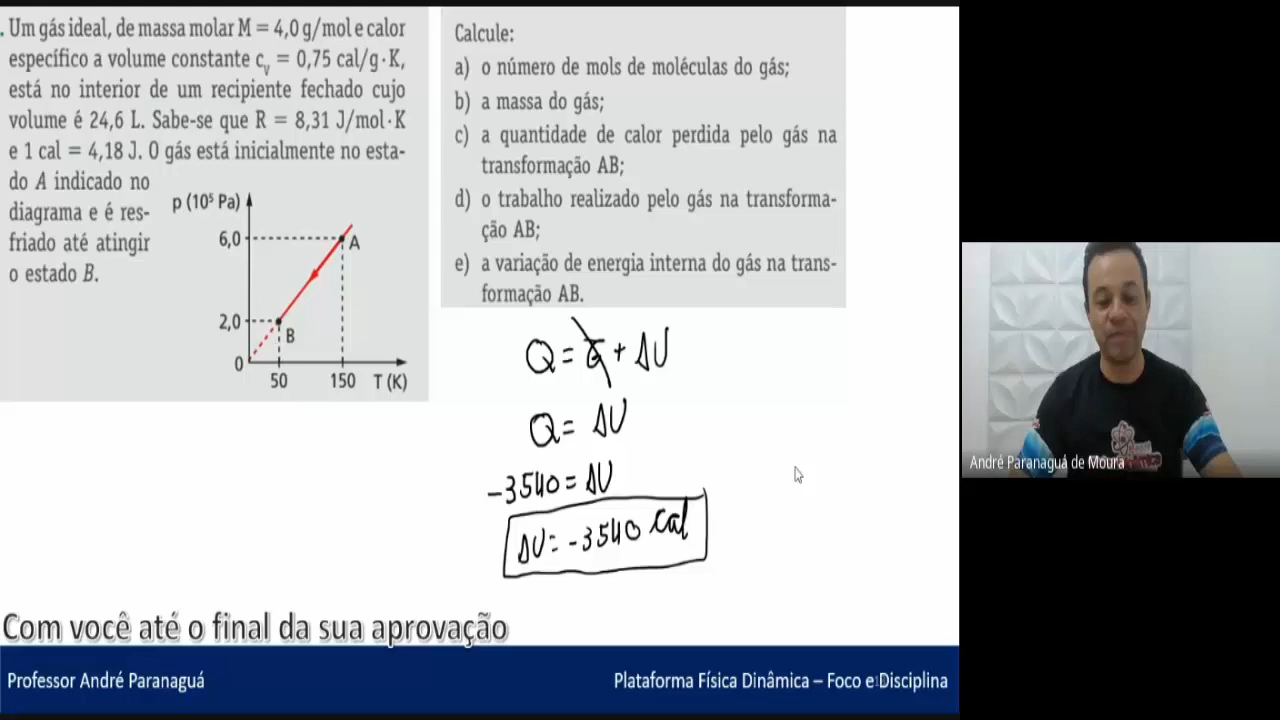 . Um gás ideal, de massa molar M = 4,0 g/mol e calor
específico a volume constante cᵥ = 0,75 cal/g·K,
está no interior de um recipiente fechado cujo
volume é 24,6 L. Sabe-se que R = 8,31 J/mol·K
e 1 cal = 4,18 J. O gás está inicialmente no esta-
do A indicado no
diagrama e é res-
friado até atingir
o estado B.
p (10⁵ Pa)
6,0
A
2,0
B
0
50 150 T (K)
Calcule:
a) o número de mols de moléculas do gás;
b) a massa do gás;
c) a quantidade de calor perdida pelo gás na
transformação AB;
d) o trabalho realizado pelo gás na transforma-
ção AB;
e) a variação de energia interna do gás na trans-
formação AB.
Q = Ϭ + ΔU
Q = ΔU
-3540 = ΔU
ΔU = -3540 cal
André Paranaguá de Moura
Com você até o final da sua aprovação
Professor André Paranaguá
Plataforma Física Dinâmica – Foco e Disciplina